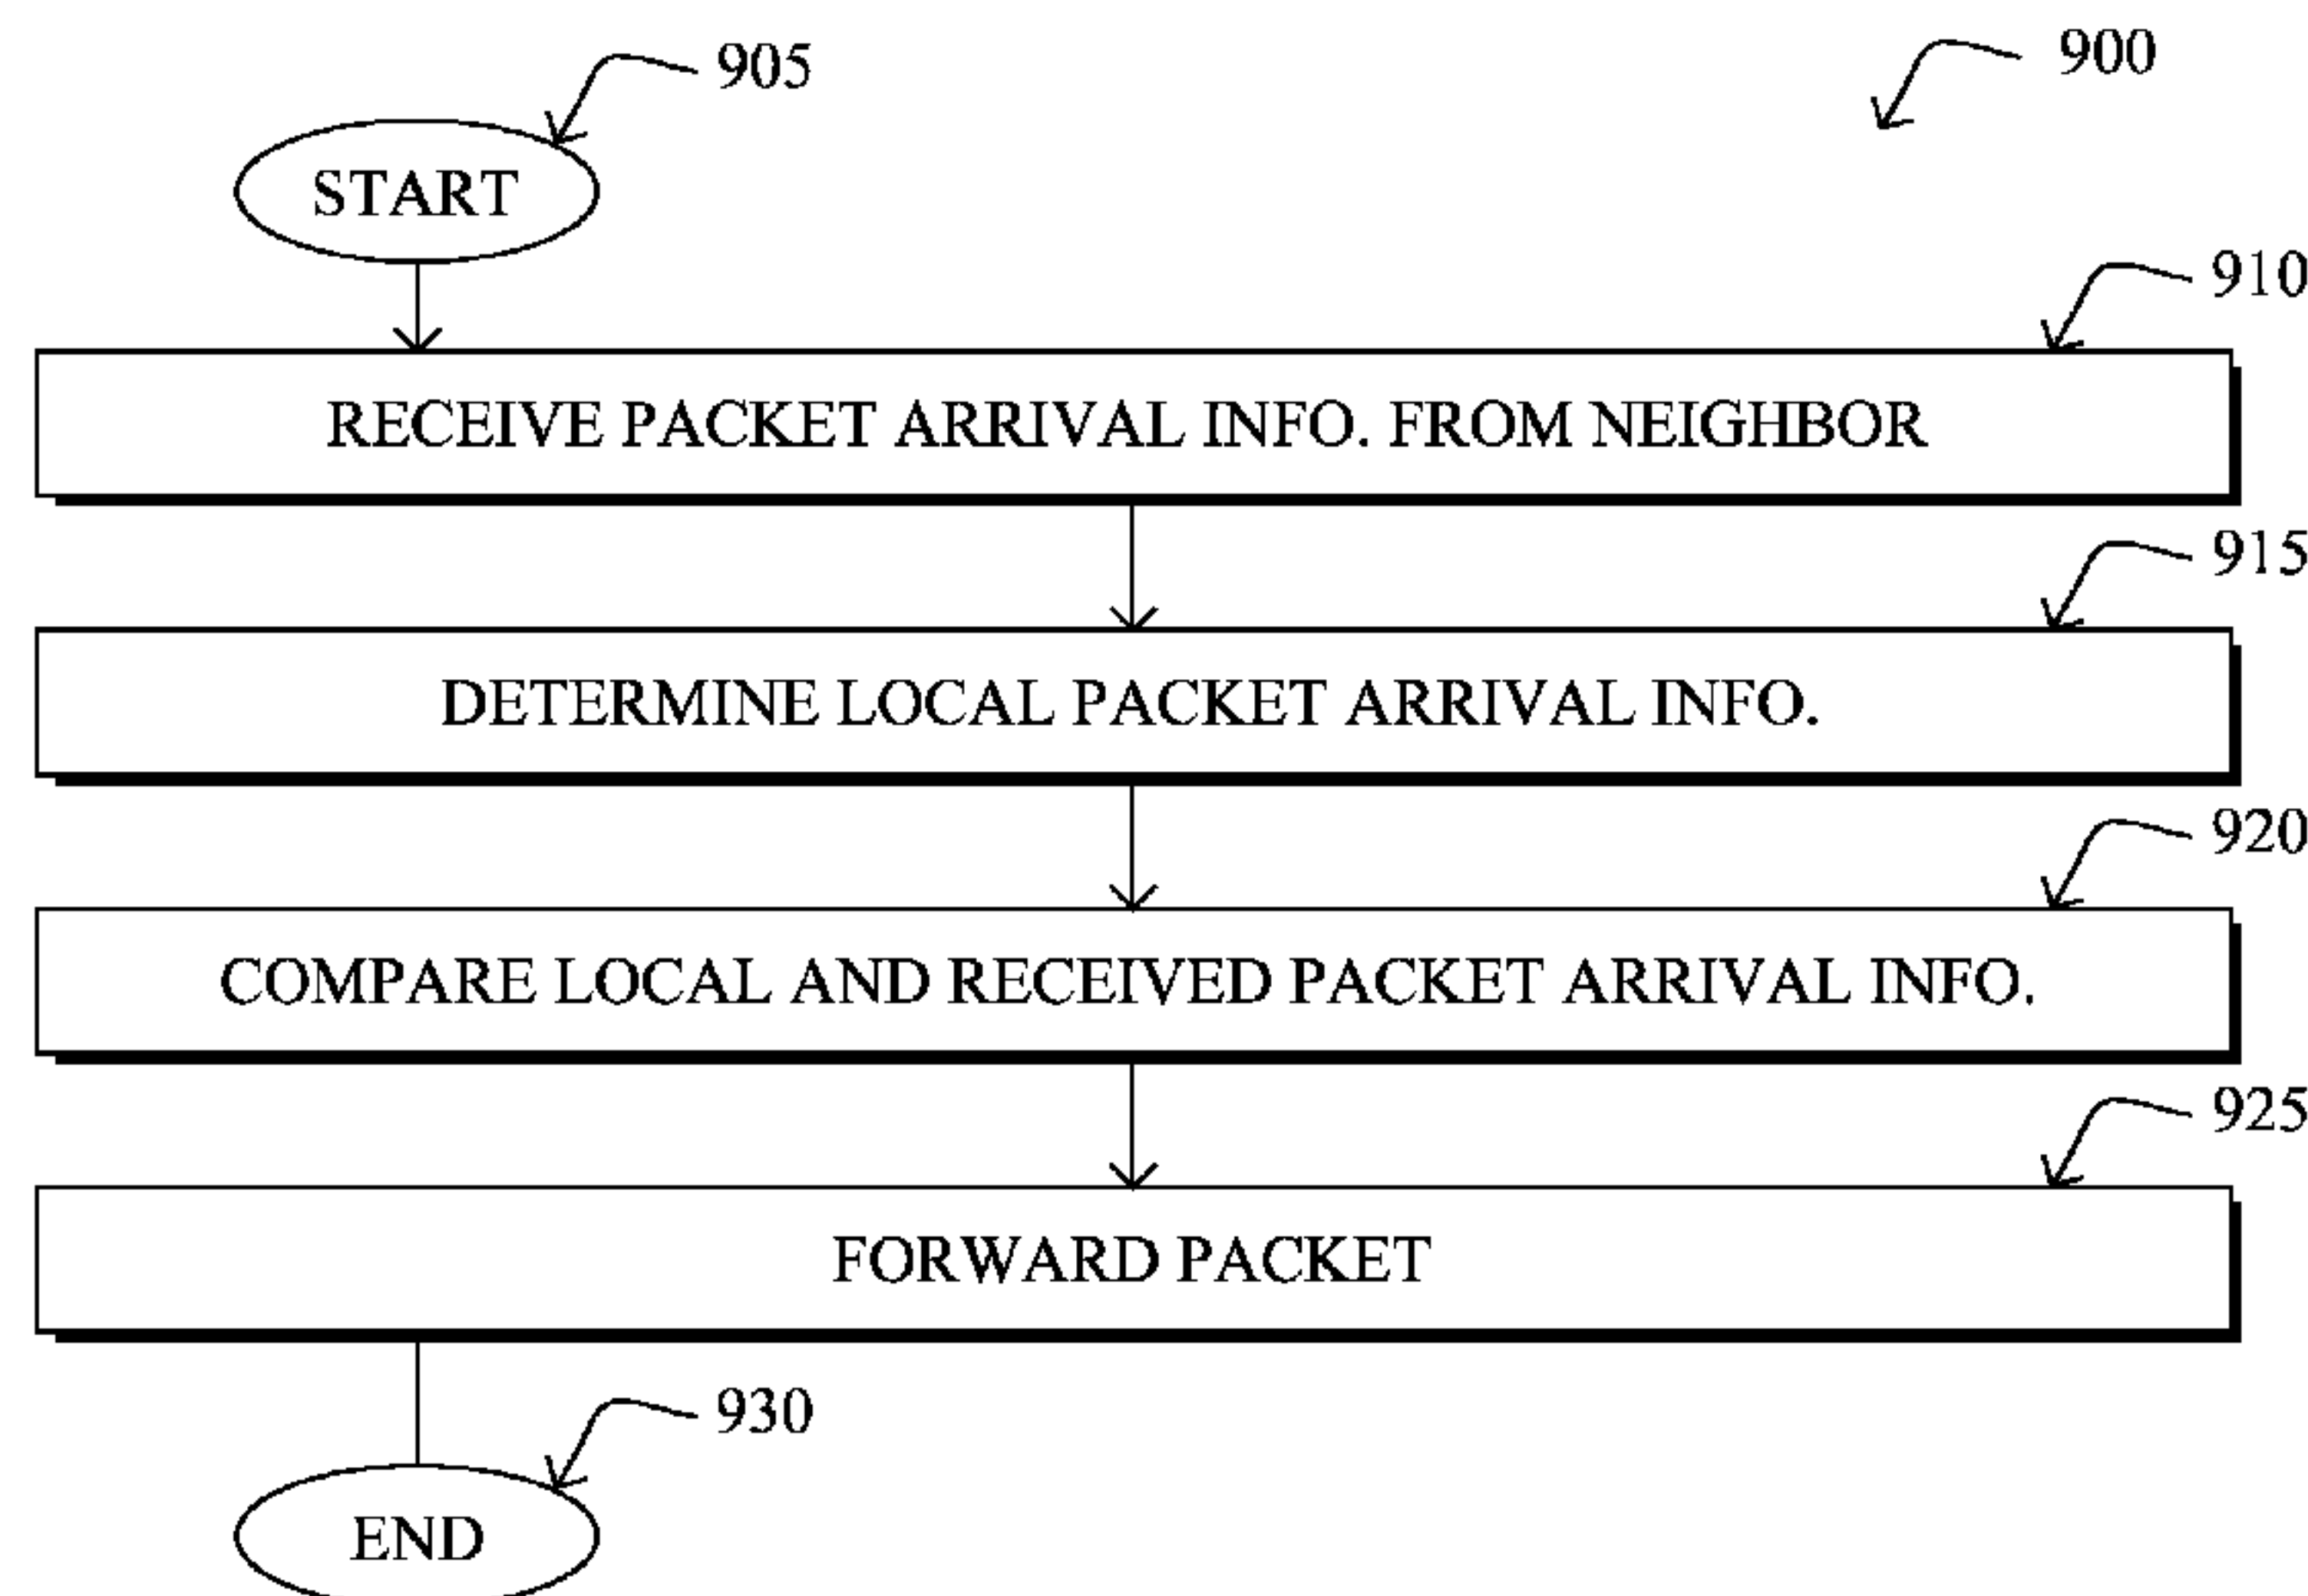 905
900
START
910
RECEIVE PACKET ARRIVAL INFO. FROM NEIGHBOR
915
DETERMINE LOCAL PACKET ARRIVAL INFO.
920
COMPARE LOCAL AND RECEIVED PACKET ARRIVAL INFO.
925
FORWARD PACKET
930
END